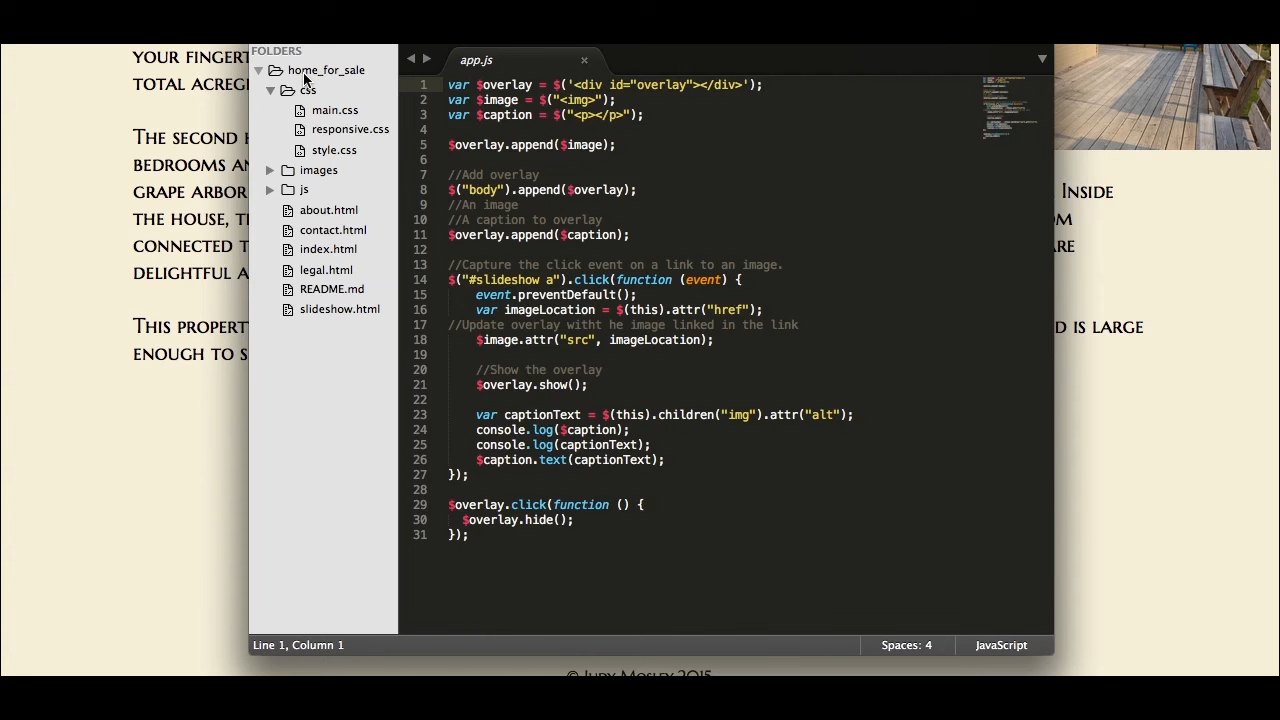 YOUR FINGERT
TOTAL ACREG
THE SECOND H
BEDROOMS AN
GRAPE ARBOR
THE HOUSE, T
CONNECTED T
DELIGHTFUL A
THIS PROPERT
ENOUGH TO S
FOLDERS
home_for_sale
css
main.css
responsive.css
style.css
images
js
about.html
contact.html
index.html
legal.html
README.md
slideshow.html
app.js
1 var $overlay = $('<div id="overlay"></div>');
2 var $image = $("<img>");
3 var $caption = $("<p></p>");
4
5 $overlay.append($image);
6
7 //Add overlay
8 $("body").append($overlay);
9 //An image
10 //A caption to overlay
11 $overlay.append($caption);
12
13 //Capture the click event on a link to an image.
14 $("#slideshow a").click(function (event) {
15 event.preventDefault();
16 var imageLocation = $(this).attr("href");
17 //Update overlay witht he image linked in the link
18 $image.attr("src", imageLocation);
19
20 //Show the overlay
21 $overlay.show();
22
23 var captionText = $(this).children("img").attr("alt");
24 console.log($caption);
25 console.log(captionText);
26 $caption.text(captionText);
27 });
28
29 $overlay.click(function () {
30 $overlay.hide();
31 });
Line 1, Column 1
Spaces: 4
JavaScript
INSIDE
OM
ARE
D IS LARGE
© JUDY MOSLEY 2015